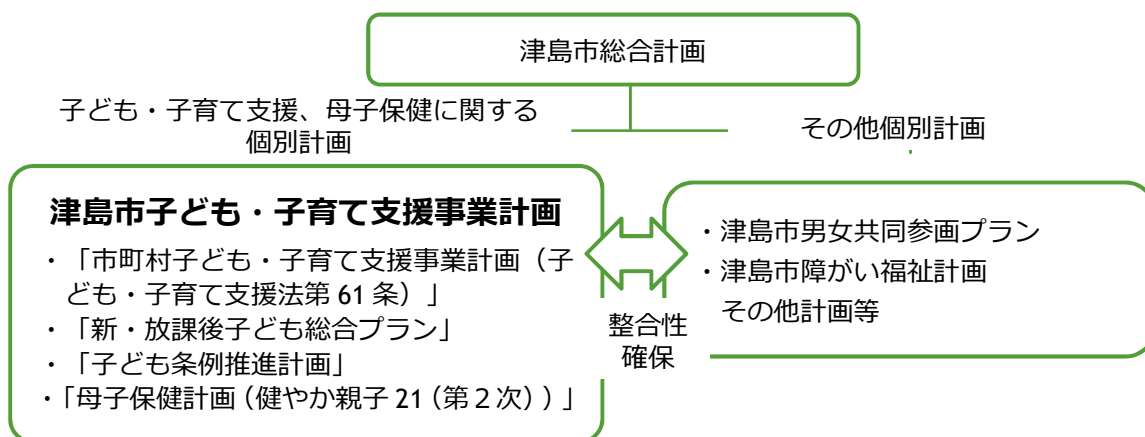 津島市総合計画
子ども・子育て支援、母子保健に関する
個別計画
その他個別計画
津島市子ども・子育て支援事業計画
・「市町村子ども・子育て支援事業計画（子
ども・子育て支援法第 61 条）」
・「新・放課後子ども総合プラン」
・「子ども条例推進計画」
・「母子保健計画（健やか親子 21（第２次））」
整合性
確保
・津島市男女共同参画プラン
・津島市障がい福祉計画
その他計画等